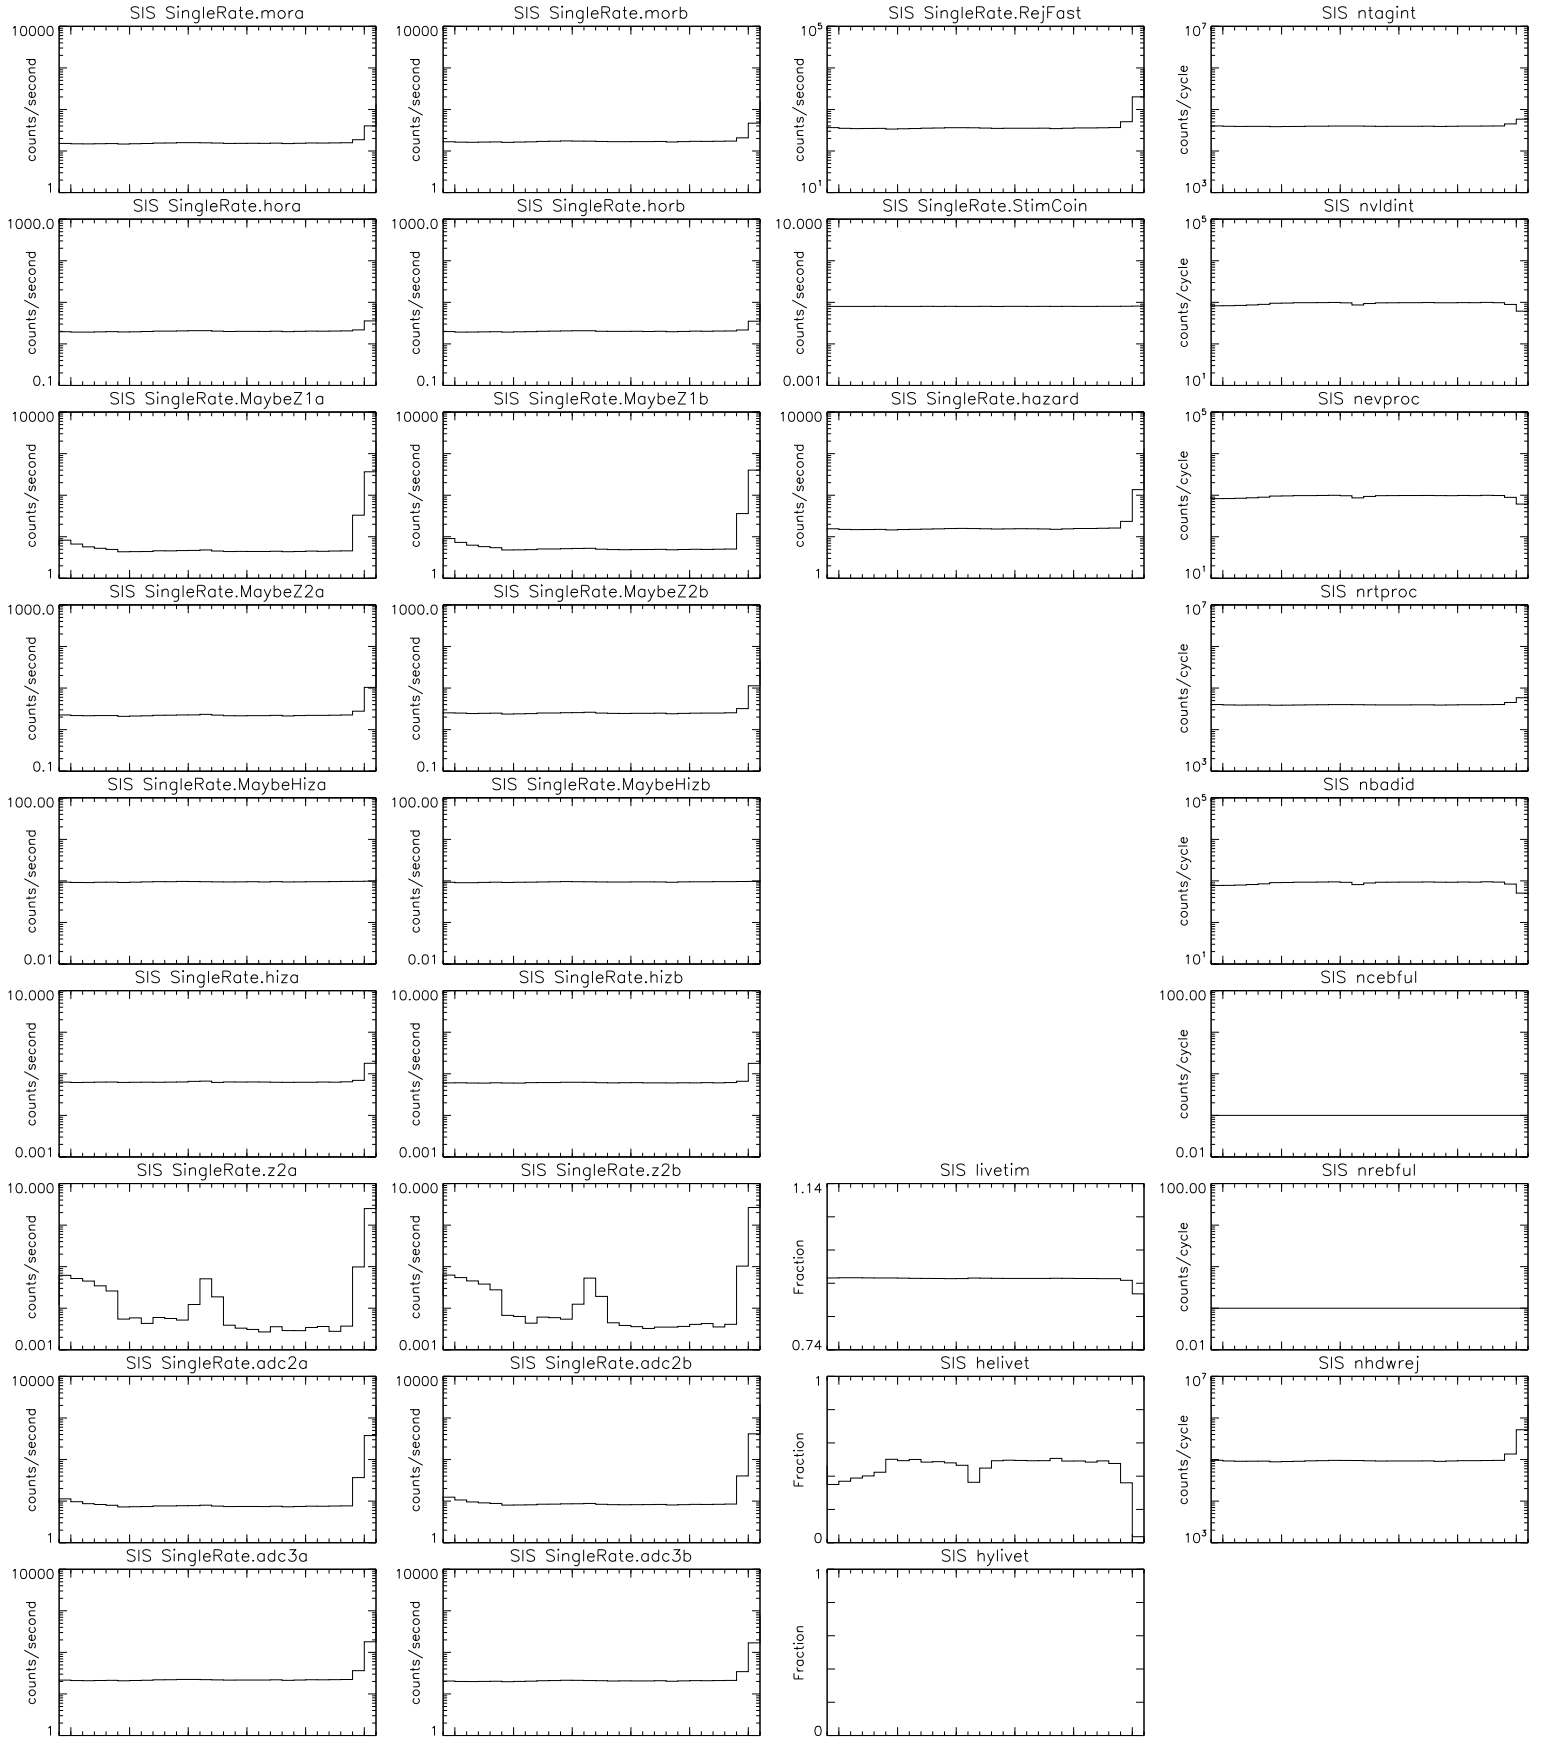 SIS SingleRate.mora
10000
counts/second
1
SIS SingleRate.morb
10000
counts/second
1
SIS SingleRate.RejFast
10^5
counts/second
10^1
SIS ntagint
10^7
counts/cycle
10^3
SIS SingleRate.hora
1000.0
counts/second
0.1
SIS SingleRate.horb
1000.0
counts/second
0.1
SIS SingleRate.StimCoin
10.000
counts/second
0.001
SIS nvldint
10^5
counts/cycle
10^1
SIS SingleRate.MaybeZ1a
10000
counts/second
1
SIS SingleRate.MaybeZ1b
10000
counts/second
1
SIS SingleRate.hazard
10000
counts/second
1
SIS nevproc
10^5
counts/cycle
10^1
SIS SingleRate.MaybeZ2a
1000.0
counts/second
0.1
SIS SingleRate.MaybeZ2b
1000.0
counts/second
0.1
SIS nrtproc
10^7
counts/cycle
10^3
SIS SingleRate.MaybeHiza
100.00
counts/second
0.01
SIS SingleRate.MaybeHizb
100.00
counts/second
0.01
SIS nbadid
10^5
counts/cycle
10^1
SIS SingleRate.hiza
10.000
counts/second
0.001
SIS SingleRate.hizb
10.000
counts/second
0.001
SIS ncebful
100.00
counts/cycle
0.01
SIS SingleRate.z2a
10.000
counts/second
0.001
SIS SingleRate.z2b
10.000
counts/second
0.001
SIS livetim
1.14
Fraction
0.74
SIS nrebful
100.00
counts/cycle
0.01
SIS SingleRate.adc2a
10000
counts/second
1
SIS SingleRate.adc2b
10000
counts/second
1
SIS helivet
1
Fraction
0
SIS nhdwrej
10^7
counts/cycle
10^3
SIS SingleRate.adc3a
10000
counts/second
1
SIS SingleRate.adc3b
10000
counts/second
1
SIS hylivet
1
Fraction
0